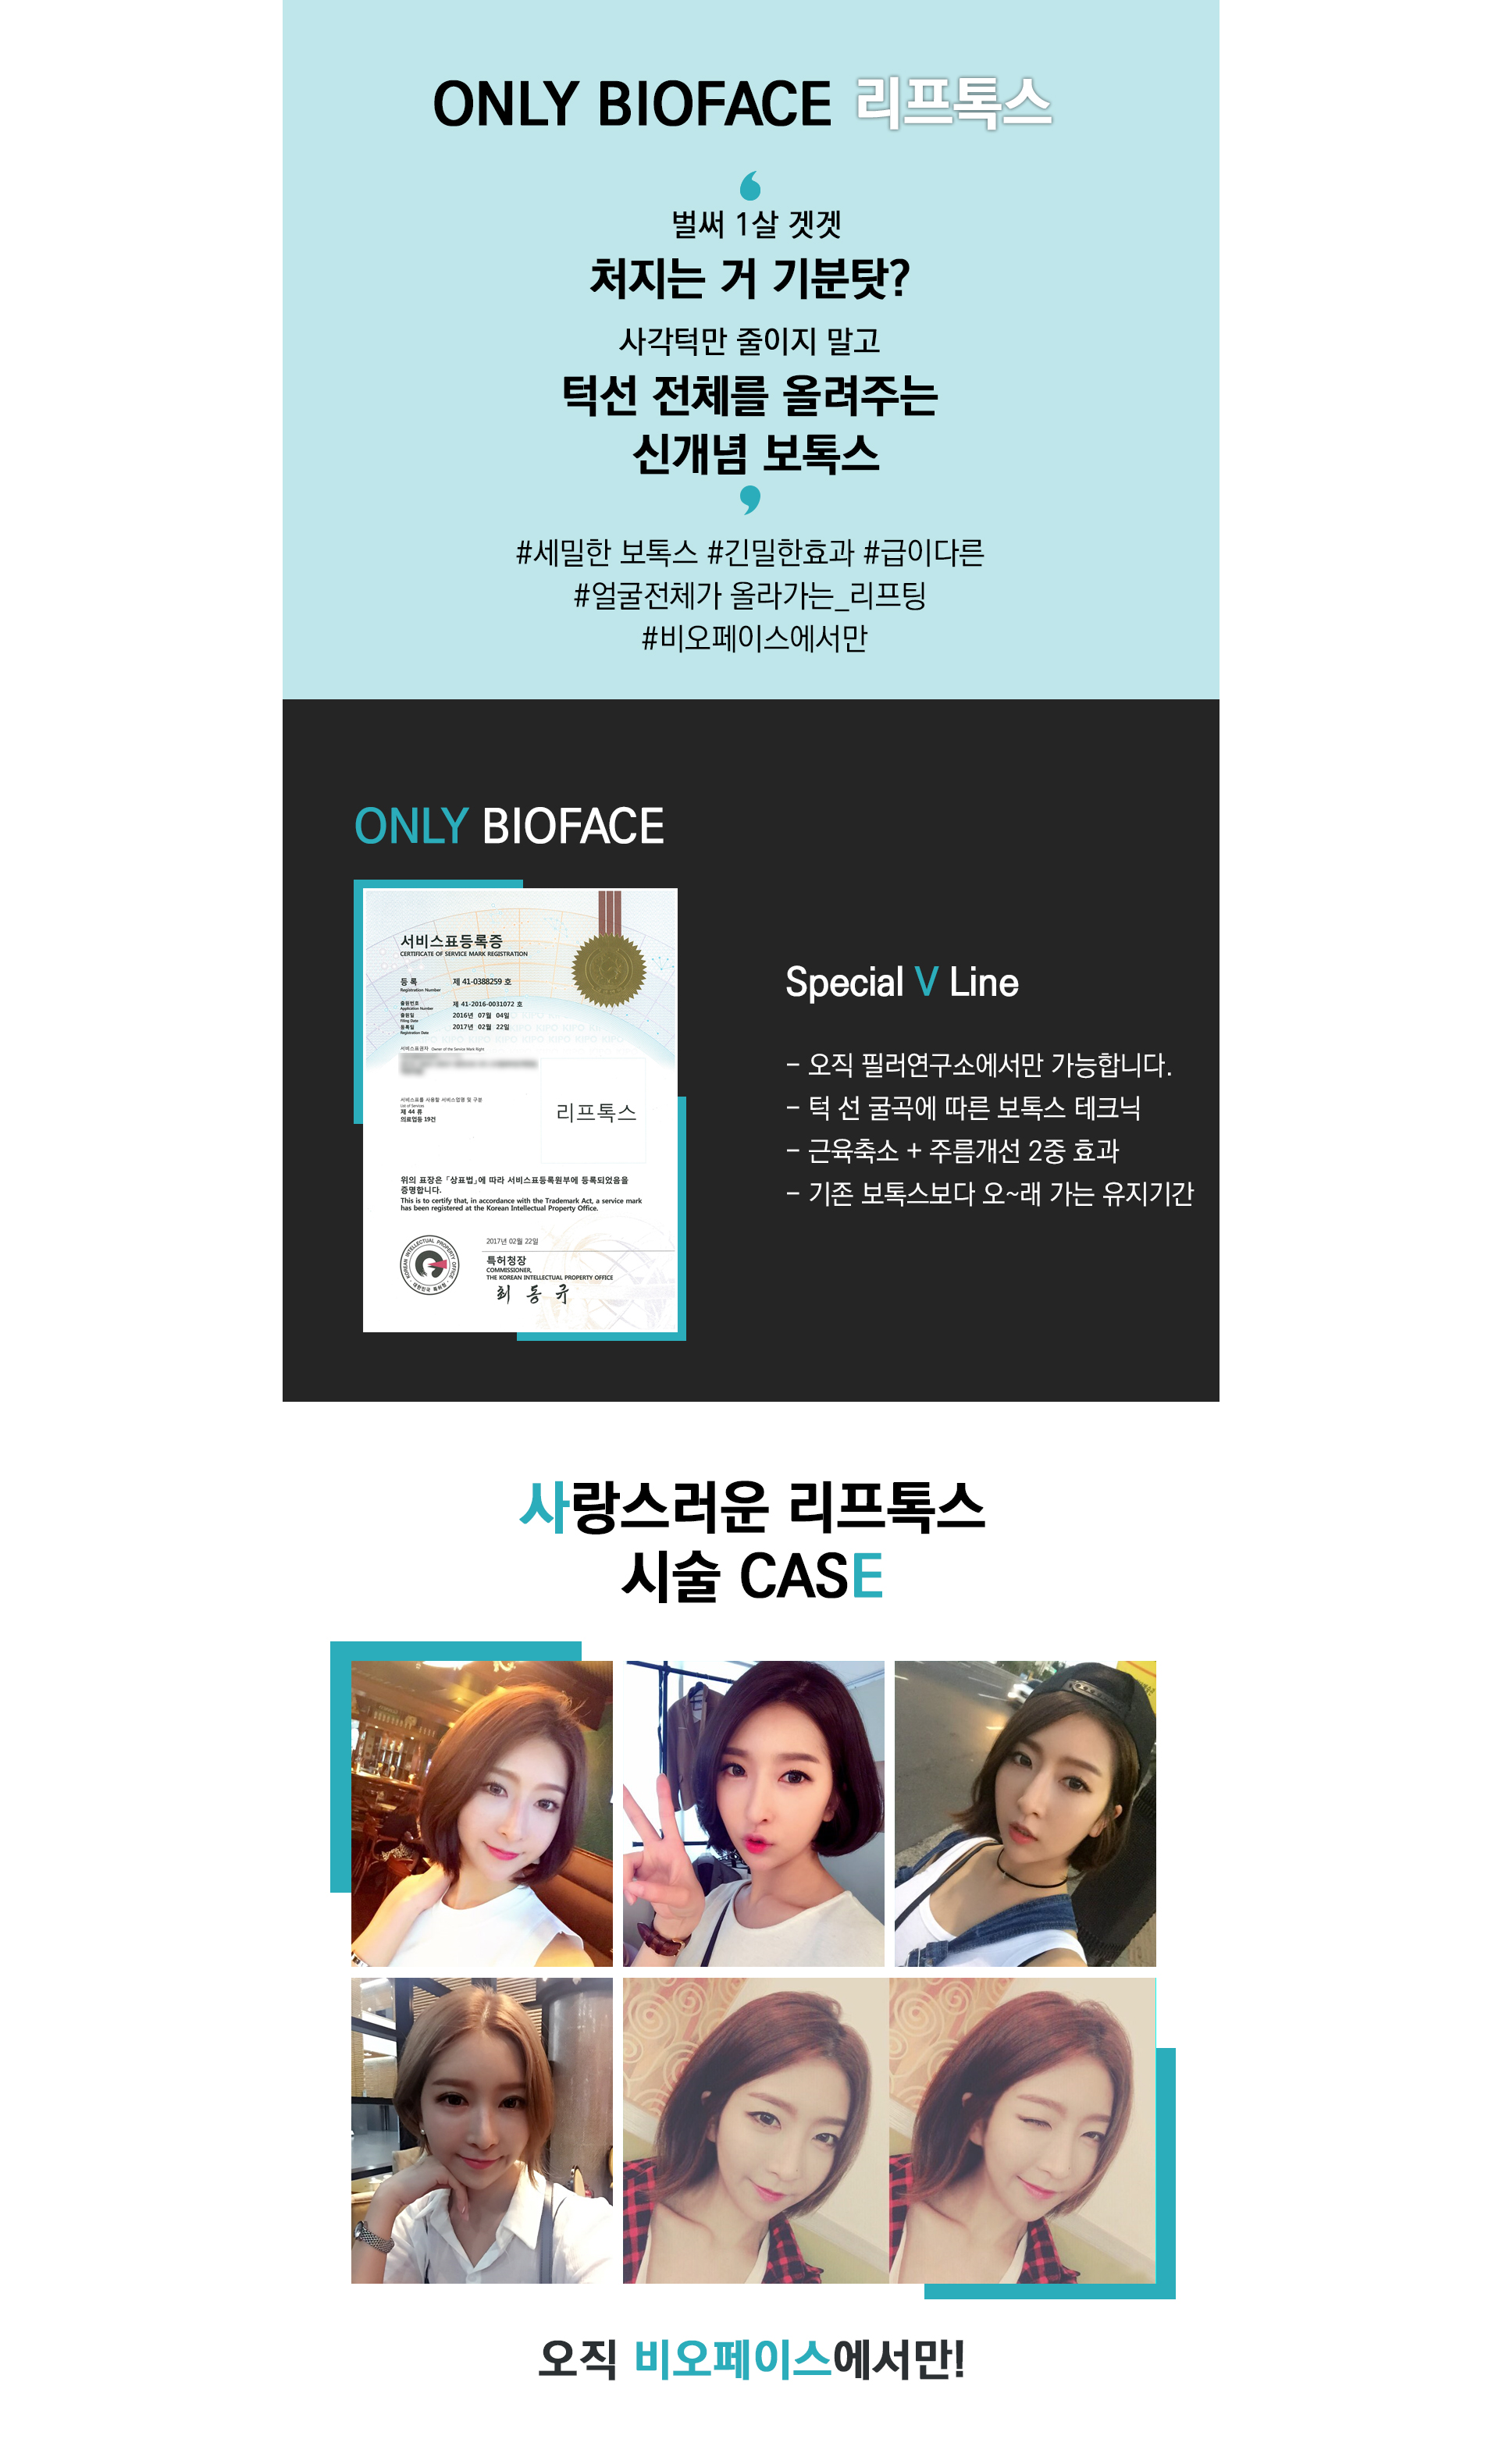 ONLY BIOFACE 리프톡스
벌써 1살 겟겟
처지는 거 기분탓?
사각턱만 줄이지 말고
턱선 전체를 올려주는
신개념 보톡스
#세밀한 보톡스 #긴밀한효과 #급이다른
#얼굴전체가 올라가는_리프팅
#비오페이스에서만
ONLY BIOFACE
서비스표등록증
CERTIFICATE OF SERVICE MARK REGISTRATION
등 록 제 41-0388259 호
Registration Number
출원번호 제 41-2016-0031072 호
Application Number
출원일 2016년 07월 04일
Filing Date
등록일 2017년 02월 22일
Registration Date
서비스표권자 Owner of the Service Mark Right
서비스표를 사용할 서비스업명 및 구분
List of Services
제 44 류
의료업등 19건
리프톡스
위의 표장은 「상표법」에 따라 서비스표등록원부에 등록되었음을
증명합니다.
This is to certify that, in accordance with the Trademark Act, a service mark
has been registered at the Korean Intellectual Property Office.
2017년 02월 22일
특허청장
COMMISSIONER,
THE KOREAN INTELLECTUAL PROPERTY OFFICE
최 동 규
KOREAN INTELLECTUAL PROPERTY OFFICE
대한민국 특허청
Special V Line
- 오직 필러연구소에서만 가능합니다.
- 턱 선 굴곡에 따른 보톡스 테크닉
- 근육축소 + 주름개선 2중 효과
- 기존 보톡스보다 오~래 가는 유지기간
사랑스러운 리프톡스
시술 CASE
오직 비오페이스에서만!